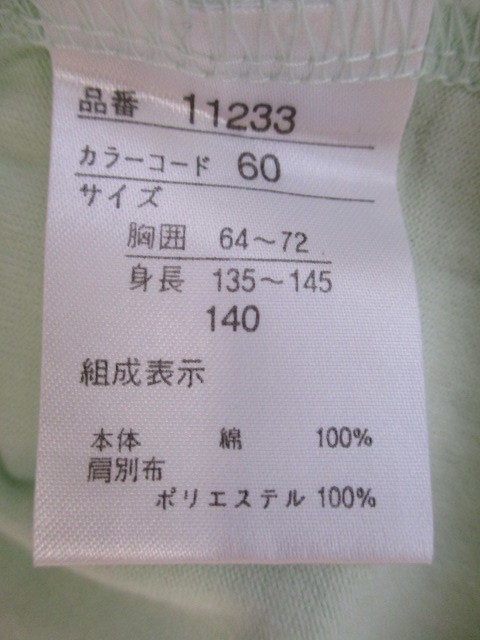 品番 11233
カラーコード 60
サイズ
胸囲 64～72
身長 135～145
140
組成表示
本体 綿 100%
肩別布
ポリエステル 100%